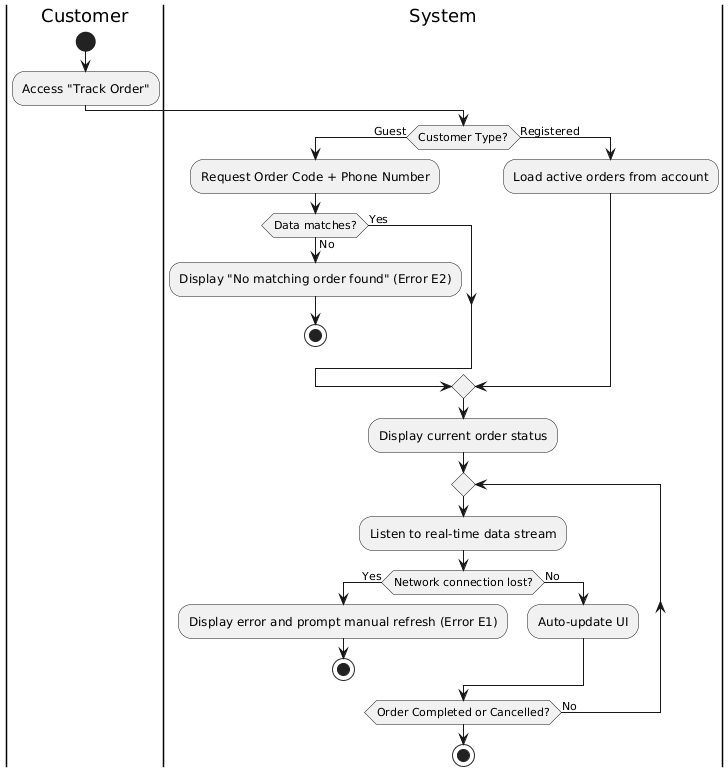 Customer
System
Access "Track Order"
Guest
Customer Type?
Registered
Request Order Code + Phone Number
Load active orders from account
Data matches?
Yes
No
Display "No matching order found" (Error E2)
Display current order status
Listen to real-time data stream
Yes
Network connection lost?
No
Display error and prompt manual refresh (Error E1)
Auto-update UI
Order Completed or Cancelled?
No